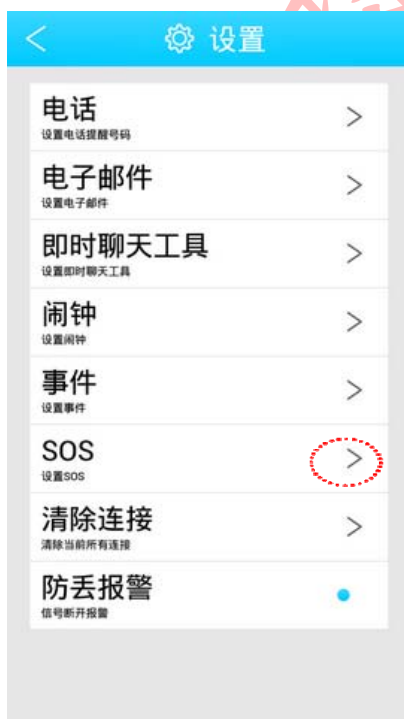 设置
电话
设置电话提醒号码
电子邮件
设置电子邮件
即时聊天工具
设置即时聊天工具
闹钟
设置闹钟
事件
设置事件
SOS
设置SOS
清除连接
清除当前所有连接
防丢报警
信号断开报警